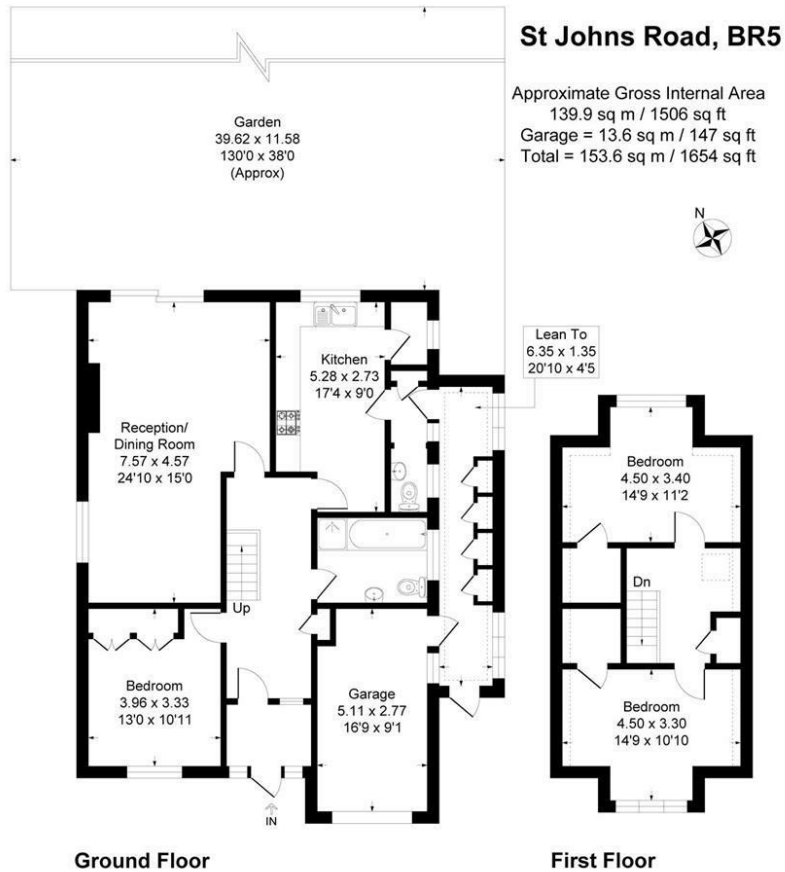 St Johns Road, BR5
Approximate Gross Internal Area
139.9 sq m / 1506 sq ft
Garage = 13.6 sq m / 147 sq ft
Total = 153.6 sq m / 1654 sq ft
N
Garden
39.62 x 11.58
130'0 x 38'0
(Approx)
Lean To
6.35 x 1.35
20'10 x 4'5
Kitchen
5.28 x 2.73
17'4 x 9'0
Reception/
Dining Room
7.57 x 4.57
24'10 x 15'0
Up
Bedroom
3.96 x 3.33
13'0 x 10'11
Garage
5.11 x 2.77
16'9 x 9'1
IN
Bedroom
4.50 x 3.40
14'9 x 11'2
Dn
Bedroom
4.50 x 3.30
14'9 x 10'10
Ground Floor
First Floor